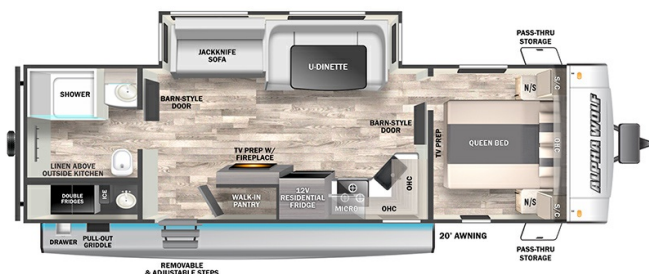 PASS-THRU
STORAGE
JACKKNIFE
SOFA
U-DINETTE
SHOWER
BARN-STYLE
DOOR
N/S
S/C
BARN-STYLE
DOOR
TV PREP
QUEEN BED
OHC
ALPHA WOLF
LINEN ABOVE
OUTSIDE KITCHEN
TV PREP W/
FIREPLACE
OHC
DOUBLE
FRIDGES
ICE
WALK-IN
PANTRY
12V
RESIDENTIAL
FRIDGE
MICRO
OHC
N/S
S/C
DRAWER
PULL-OUT
GRIDDLE
20' AWNING
PASS-THRU
STORAGE
REMOVABLE
& ADJUSTABLE STEPS